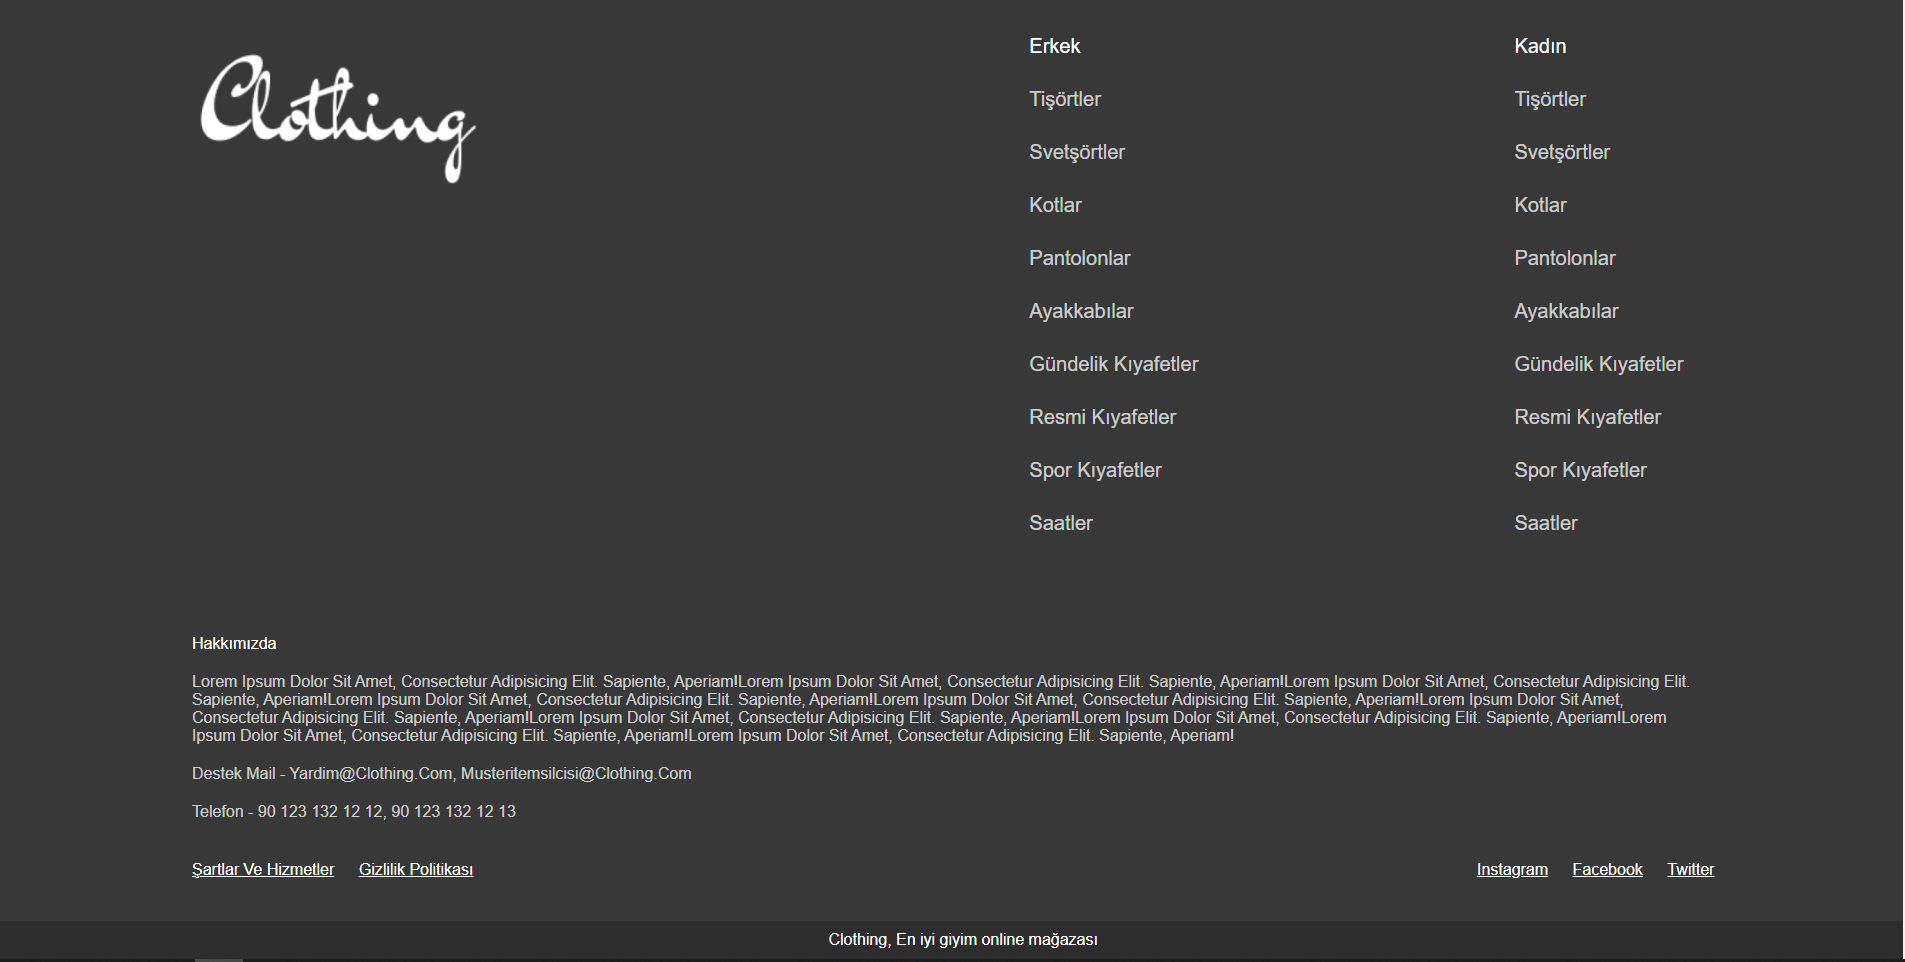 Clothing
Erkek
Tişörtler
Svetşörtler
Kotlar
Pantolonlar
Ayakkabılar
Gündelik Kıyafetler
Resmi Kıyafetler
Spor Kıyafetler
Saatler
Kadın
Tişörtler
Svetşörtler
Kotlar
Pantolonlar
Ayakkabılar
Gündelik Kıyafetler
Resmi Kıyafetler
Spor Kıyafetler
Saatler
Hakkımızda
Lorem Ipsum Dolor Sit Amet, Consectetur Adipisicing Elit. Sapiente, Aperiam!Lorem Ipsum Dolor Sit Amet, Consectetur Adipisicing Elit. Sapiente, Aperiam!Lorem Ipsum Dolor Sit Amet, Consectetur Adipisicing Elit.
Sapiente, Aperiam!Lorem Ipsum Dolor Sit Amet, Consectetur Adipisicing Elit. Sapiente, Aperiam!Lorem Ipsum Dolor Sit Amet, Consectetur Adipisicing Elit. Sapiente, Aperiam!Lorem Ipsum Dolor Sit Amet,
Consectetur Adipisicing Elit. Sapiente, Aperiam!Lorem Ipsum Dolor Sit Amet, Consectetur Adipisicing Elit. Sapiente, Aperiam!Lorem Ipsum Dolor Sit Amet, Consectetur Adipisicing Elit. Sapiente, Aperiam!Lorem
Ipsum Dolor Sit Amet, Consectetur Adipisicing Elit. Sapiente, Aperiam!Lorem Ipsum Dolor Sit Amet, Consectetur Adipisicing Elit. Sapiente, Aperiam!
Destek Mail - Yardim@Clothing.Com, Musteritemsilcisi@Clothing.Com
Telefon - 90 123 132 12 12, 90 123 132 12 13
Şartlar Ve Hizmetler Gizlilik Politikası Instagram Facebook Twitter
Clothing, En iyi giyim online mağazası